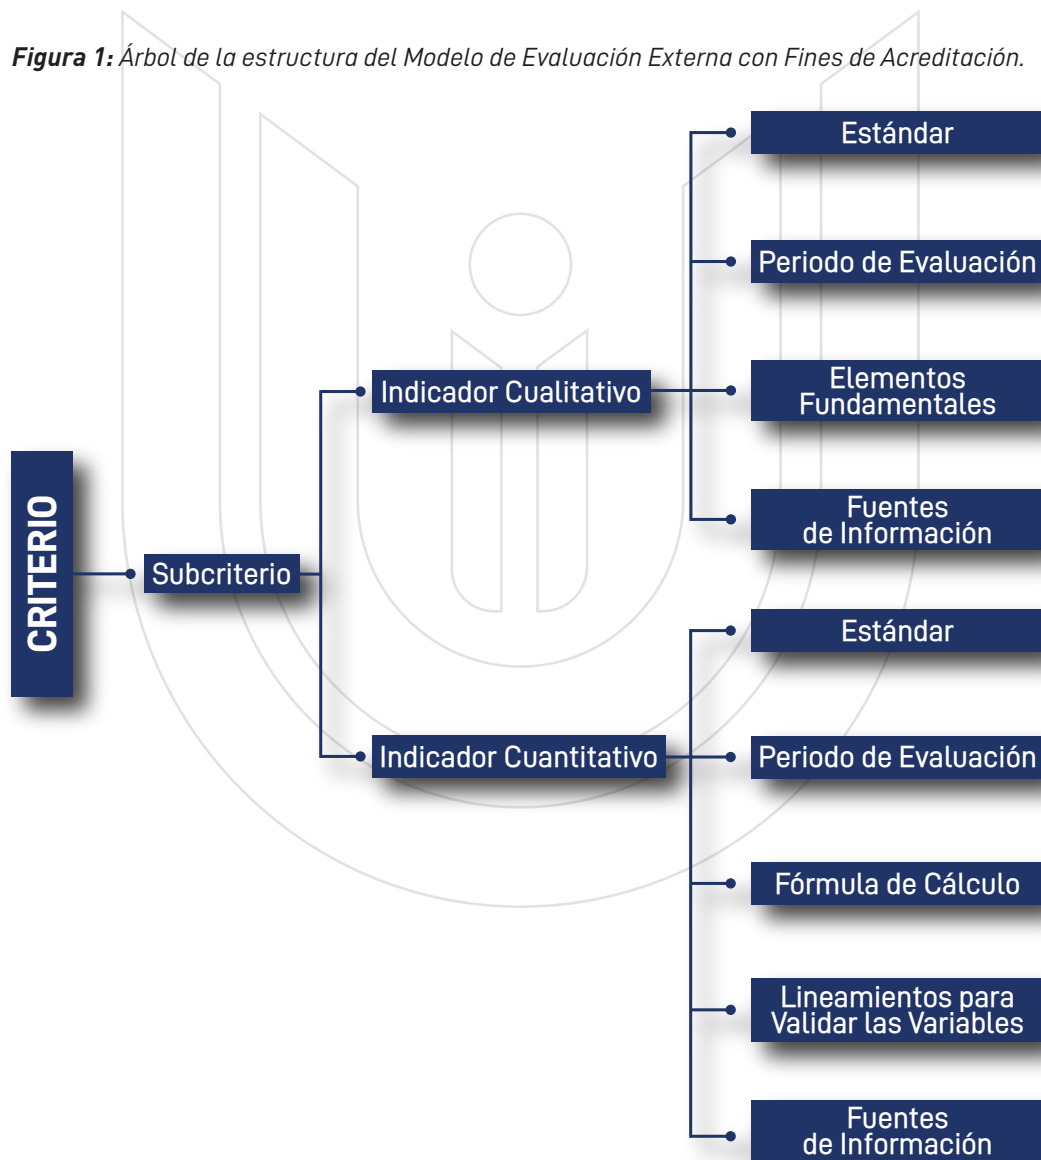 Figura 1: Árbol de la estructura del Modelo de Evaluación Externa con Fines de Acreditación.
CRITERIO
Subcriterio
Indicador Cualitativo
Estándar
Periodo de Evaluación
Elementos
Fundamentales
Fuentes
de Información
Indicador Cuantitativo
Estándar
Periodo de Evaluación
Fórmula de Cálculo
Lineamientos para
Validar las Variables
Fuentes
de Información